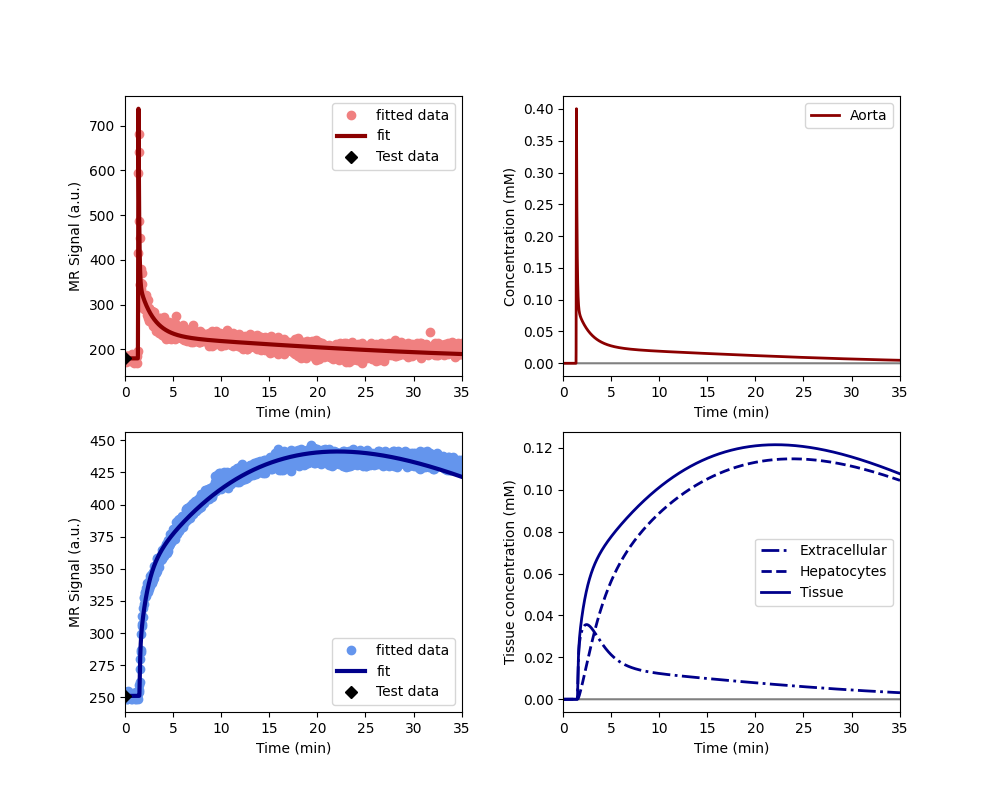 MR Signal (a.u.)
700
600
500
400
300
200
0 5 10 15 20 25 30 35
Time (min)
fitted data
fit
Test data
Concentration (mM)
0.40
0.35
0.30
0.25
0.20
0.15
0.10
0.05
0.00
0 5 10 15 20 25 30 35
Time (min)
Aorta
MR Signal (a.u.)
450
425
400
375
350
325
300
275
250
0 5 10 15 20 25 30 35
Time (min)
fitted data
fit
Test data
Tissue concentration (mM)
0.12
0.10
0.08
0.06
0.04
0.02
0.00
0 5 10 15 20 25 30 35
Time (min)
Extracellular
Hepatocytes
Tissue